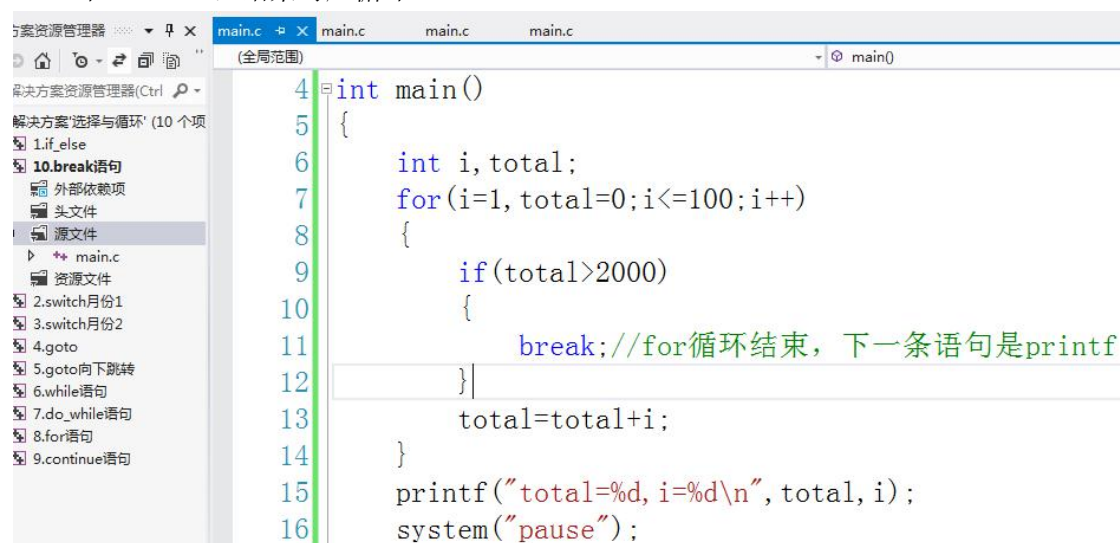 方案资源管理器
main.c
main.c
main.c
main.c
(全局范围)
main()
解决方案资源管理器(Ctrl
解决方案'选择与循环' (10 个项
1.if_else
10.break语句
外部依赖项
头文件
源文件
main.c
资源文件
2.switch月份1
3.switch月份2
4.goto
5.goto向下跳转
6.while语句
7.do_while语句
8.for语句
9.continue语句
4 int main()
5 {
6 int i,total;
7 for(i=1,total=0;i<=100;i++)
8 {
9 if(total>2000)
10 {
11 break;//for循环结束，下一条语句是printf
12 }
13 total=total+i;
14 }
15 printf("total=%d,i=%d\n",total,i);
16 system("pause");